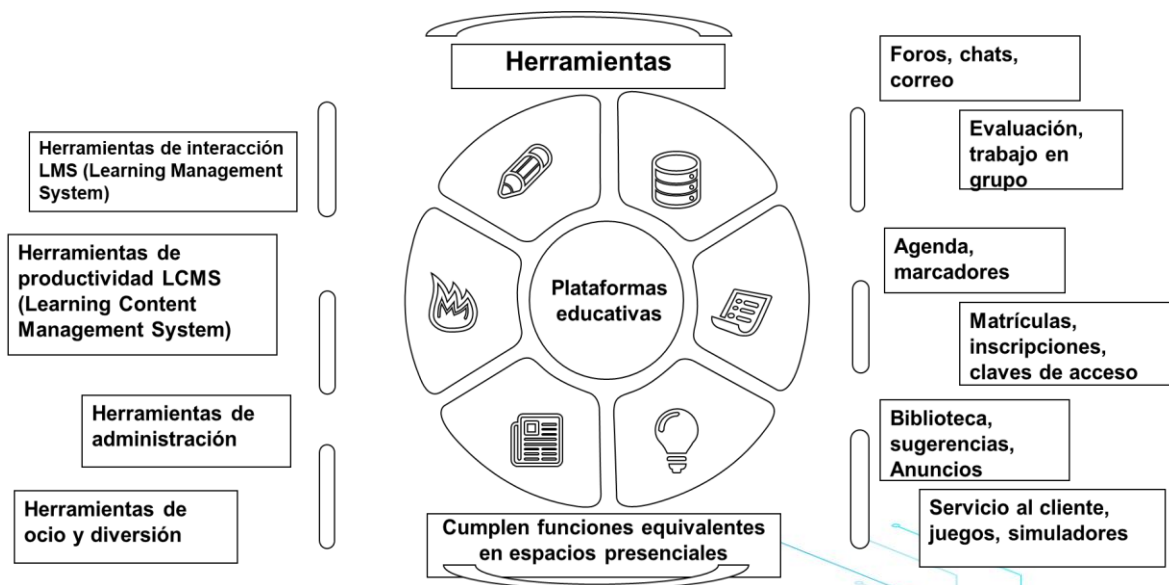 Herramientas
Herramientas de interacción
LMS (Learning Management
System)
Herramientas de
productividad LCMS
(Learning Content
Management System)
Herramientas de
administración
Herramientas de
ocio y diversión
Plataformas
educativas
Cumplen funciones equivalentes
en espacios presenciales
Foros, chats,
correo
Evaluación,
trabajo en
grupo
Agenda,
marcadores
Matrículas,
inscripciones,
claves de acceso
Biblioteca,
sugerencias,
Anuncios
Servicio al cliente,
juegos, simuladores